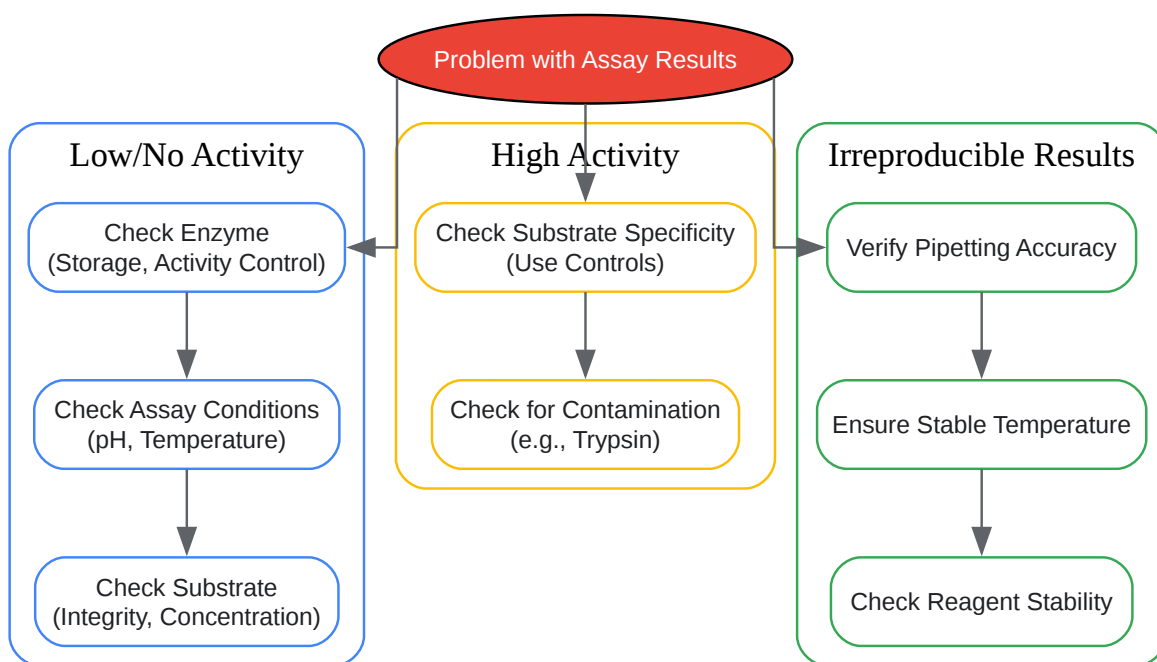 Problem with Assay Results
Low/No Activity
Check Enzyme
(Storage, Activity Control)
Check Assay Conditions
(pH, Temperature)
Check Substrate
(Integrity, Concentration)
High Activity
Check Substrate Specificity
(Use Controls)
Check for Contamination
(e.g., Trypsin)
Irreproducible Results
Verify Pipetting Accuracy
Ensure Stable Temperature
Check Reagent Stability